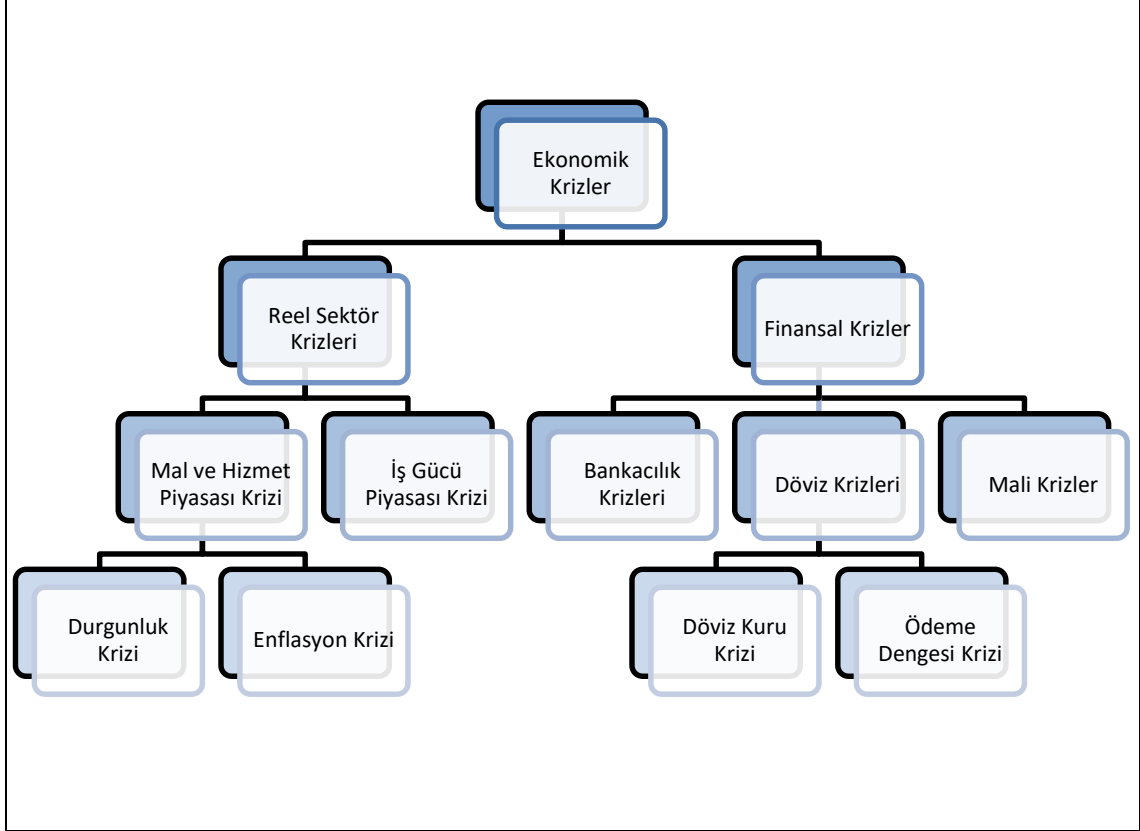 Ekonomik
Krizler
Reel Sektör
Krizleri
Finansal Krizler
Mal ve Hizmet
Piyasası Krizi
İş Gücü
Piyasası Krizi
Bankacılık
Krizleri
Döviz Krizleri
Mali Krizler
Durgunluk
Krizi
Enflasyon Krizi
Döviz Kuru
Krizi
Ödeme
Dengesi Krizi